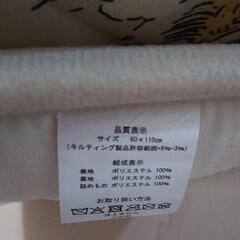 品質表示
サイズ 60×110cm
(キルティング製品許容範囲+5%-3%)
組成表示
表地 ポリエステル 100%
裏地 ポリエステル 100%
詰めもの ポリエステル 100%
お取り扱い方法